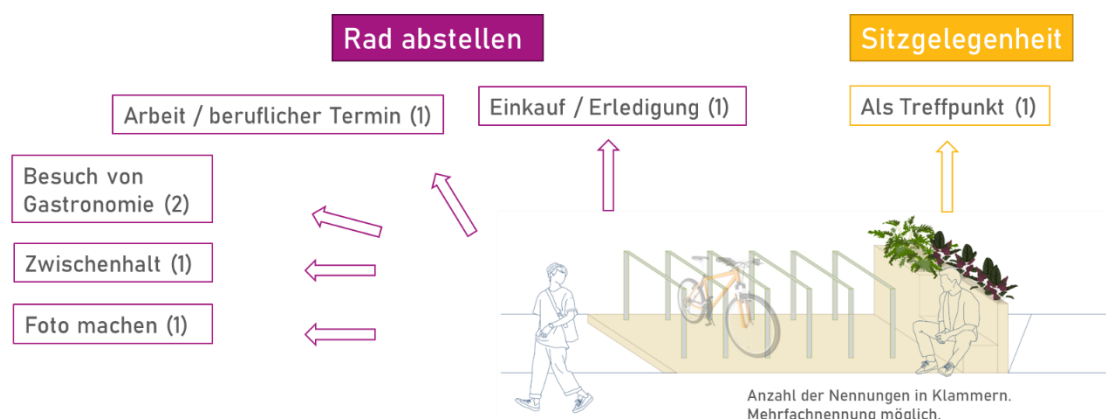 Rad abstellen
Sitzgelegenheit
Arbeit / beruflicher Termin (1)
Einkauf / Erledigung (1)
Als Treffpunkt (1)
Besuch von
Gastronomie (2)
Zwischenhalt (1)
Foto machen (1)
Anzahl der Nennungen in Klammern.
Mehrfachnennung möglich.